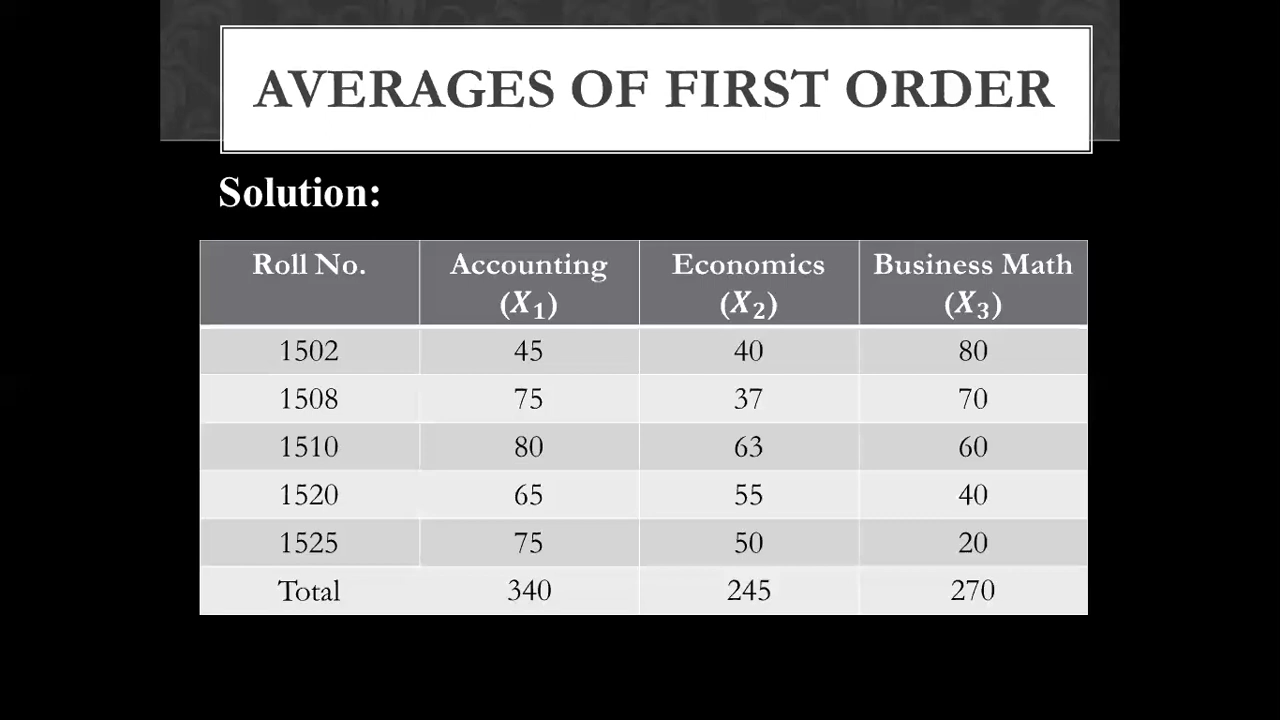 AVERAGES OF FIRST ORDER
Solution:
Roll No. Accounting (X₁) Economics (X₂) Business Math (X₃)
1502 45 40 80
1508 75 37 70
1510 80 63 60
1520 65 55 40
1525 75 50 20
Total 340 245 270